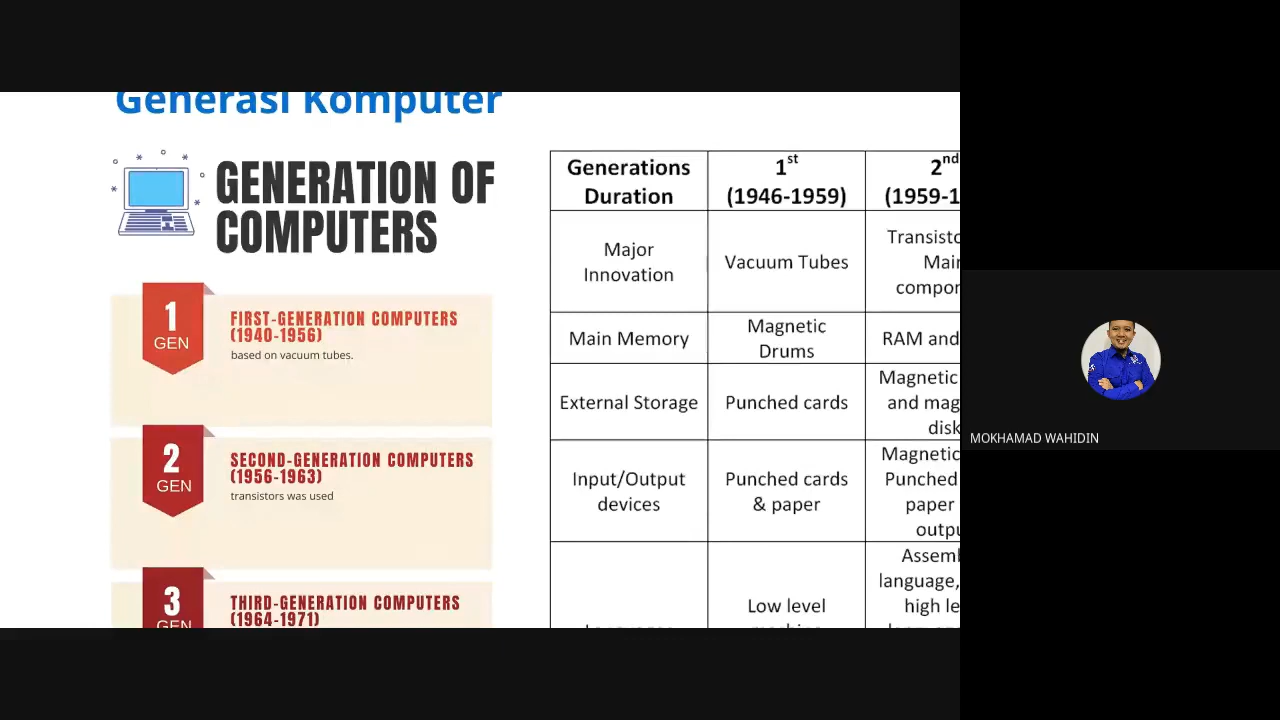 Generasi Komputer
GENERATION OF
COMPUTERS
1
GEN
FIRST-GENERATION COMPUTERS
(1940-1956)
based on vacuum tubes.
2
GEN
SECOND-GENERATION COMPUTERS
(1956-1963)
transistors was used
3
GEN
THIRD-GENERATION COMPUTERS
(1964-1971)
Generations
Duration
1st
(1946-1959)
2nd
(1959-1
Major
Innovation
Vacuum Tubes
Transisto
Mai
compor
Main Memory
Magnetic
Drums
RAM and
External Storage
Punched cards
Magnetic
and mag
disk
Input/Output
devices
Punched cards
& paper
Magnetic
Punched
paper
outpu
Low level
Assem
language,
high le
MOKHAMAD WAHIDIN